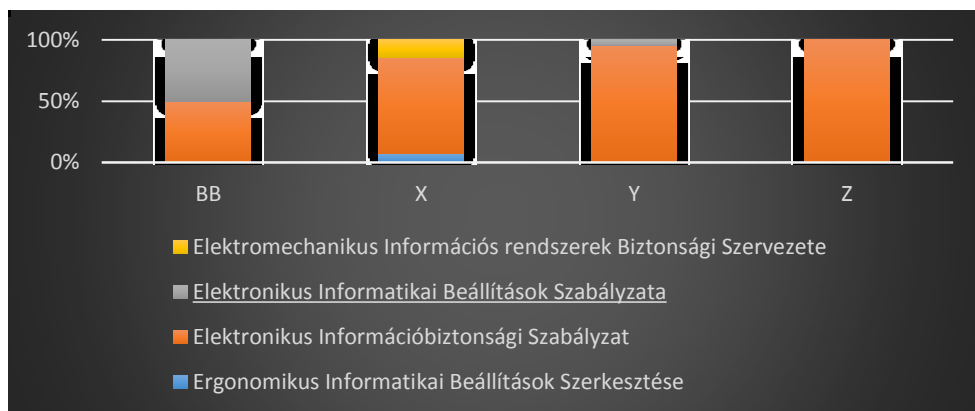 100%
50%
0%
BB X Y Z
Elektromechanikus Információs rendszerek Biztonsági Szervezete
Elektronikus Informatikai Beállítások Szabályzata
Elektronikus Információbiztonsági Szabályzat
Ergonomikus Informatikai Beállítások Szerkesztése